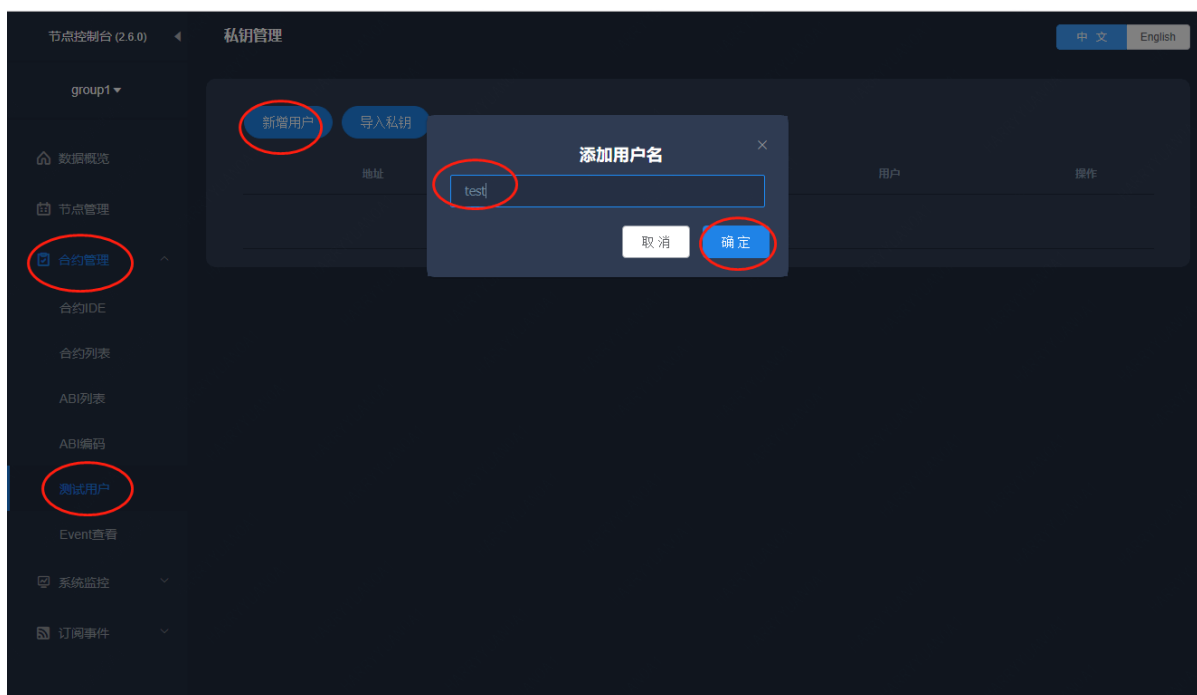 节点控制台 (2.6.0)
私钥管理
中 文
English
group1
新增用户
导入私钥
添加用户名
数据概览
地址
用户
操作
test
节点管理
取 消
确 定
合约管理
合约IDE
合约列表
ABI列表
ABI编码
测试用户
Event查看
系统监控
订阅事件